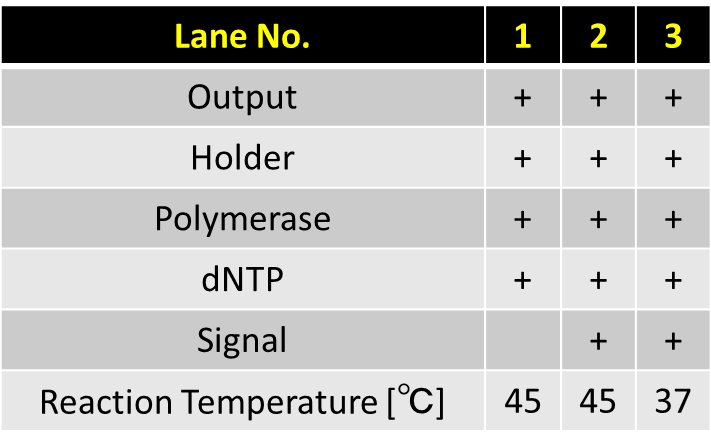 Lane No. 1 2 3
Output + + +
Holder + + +
Polymerase + + +
dNTP + + +
Signal + +
Reaction Temperature [℃] 45 45 37